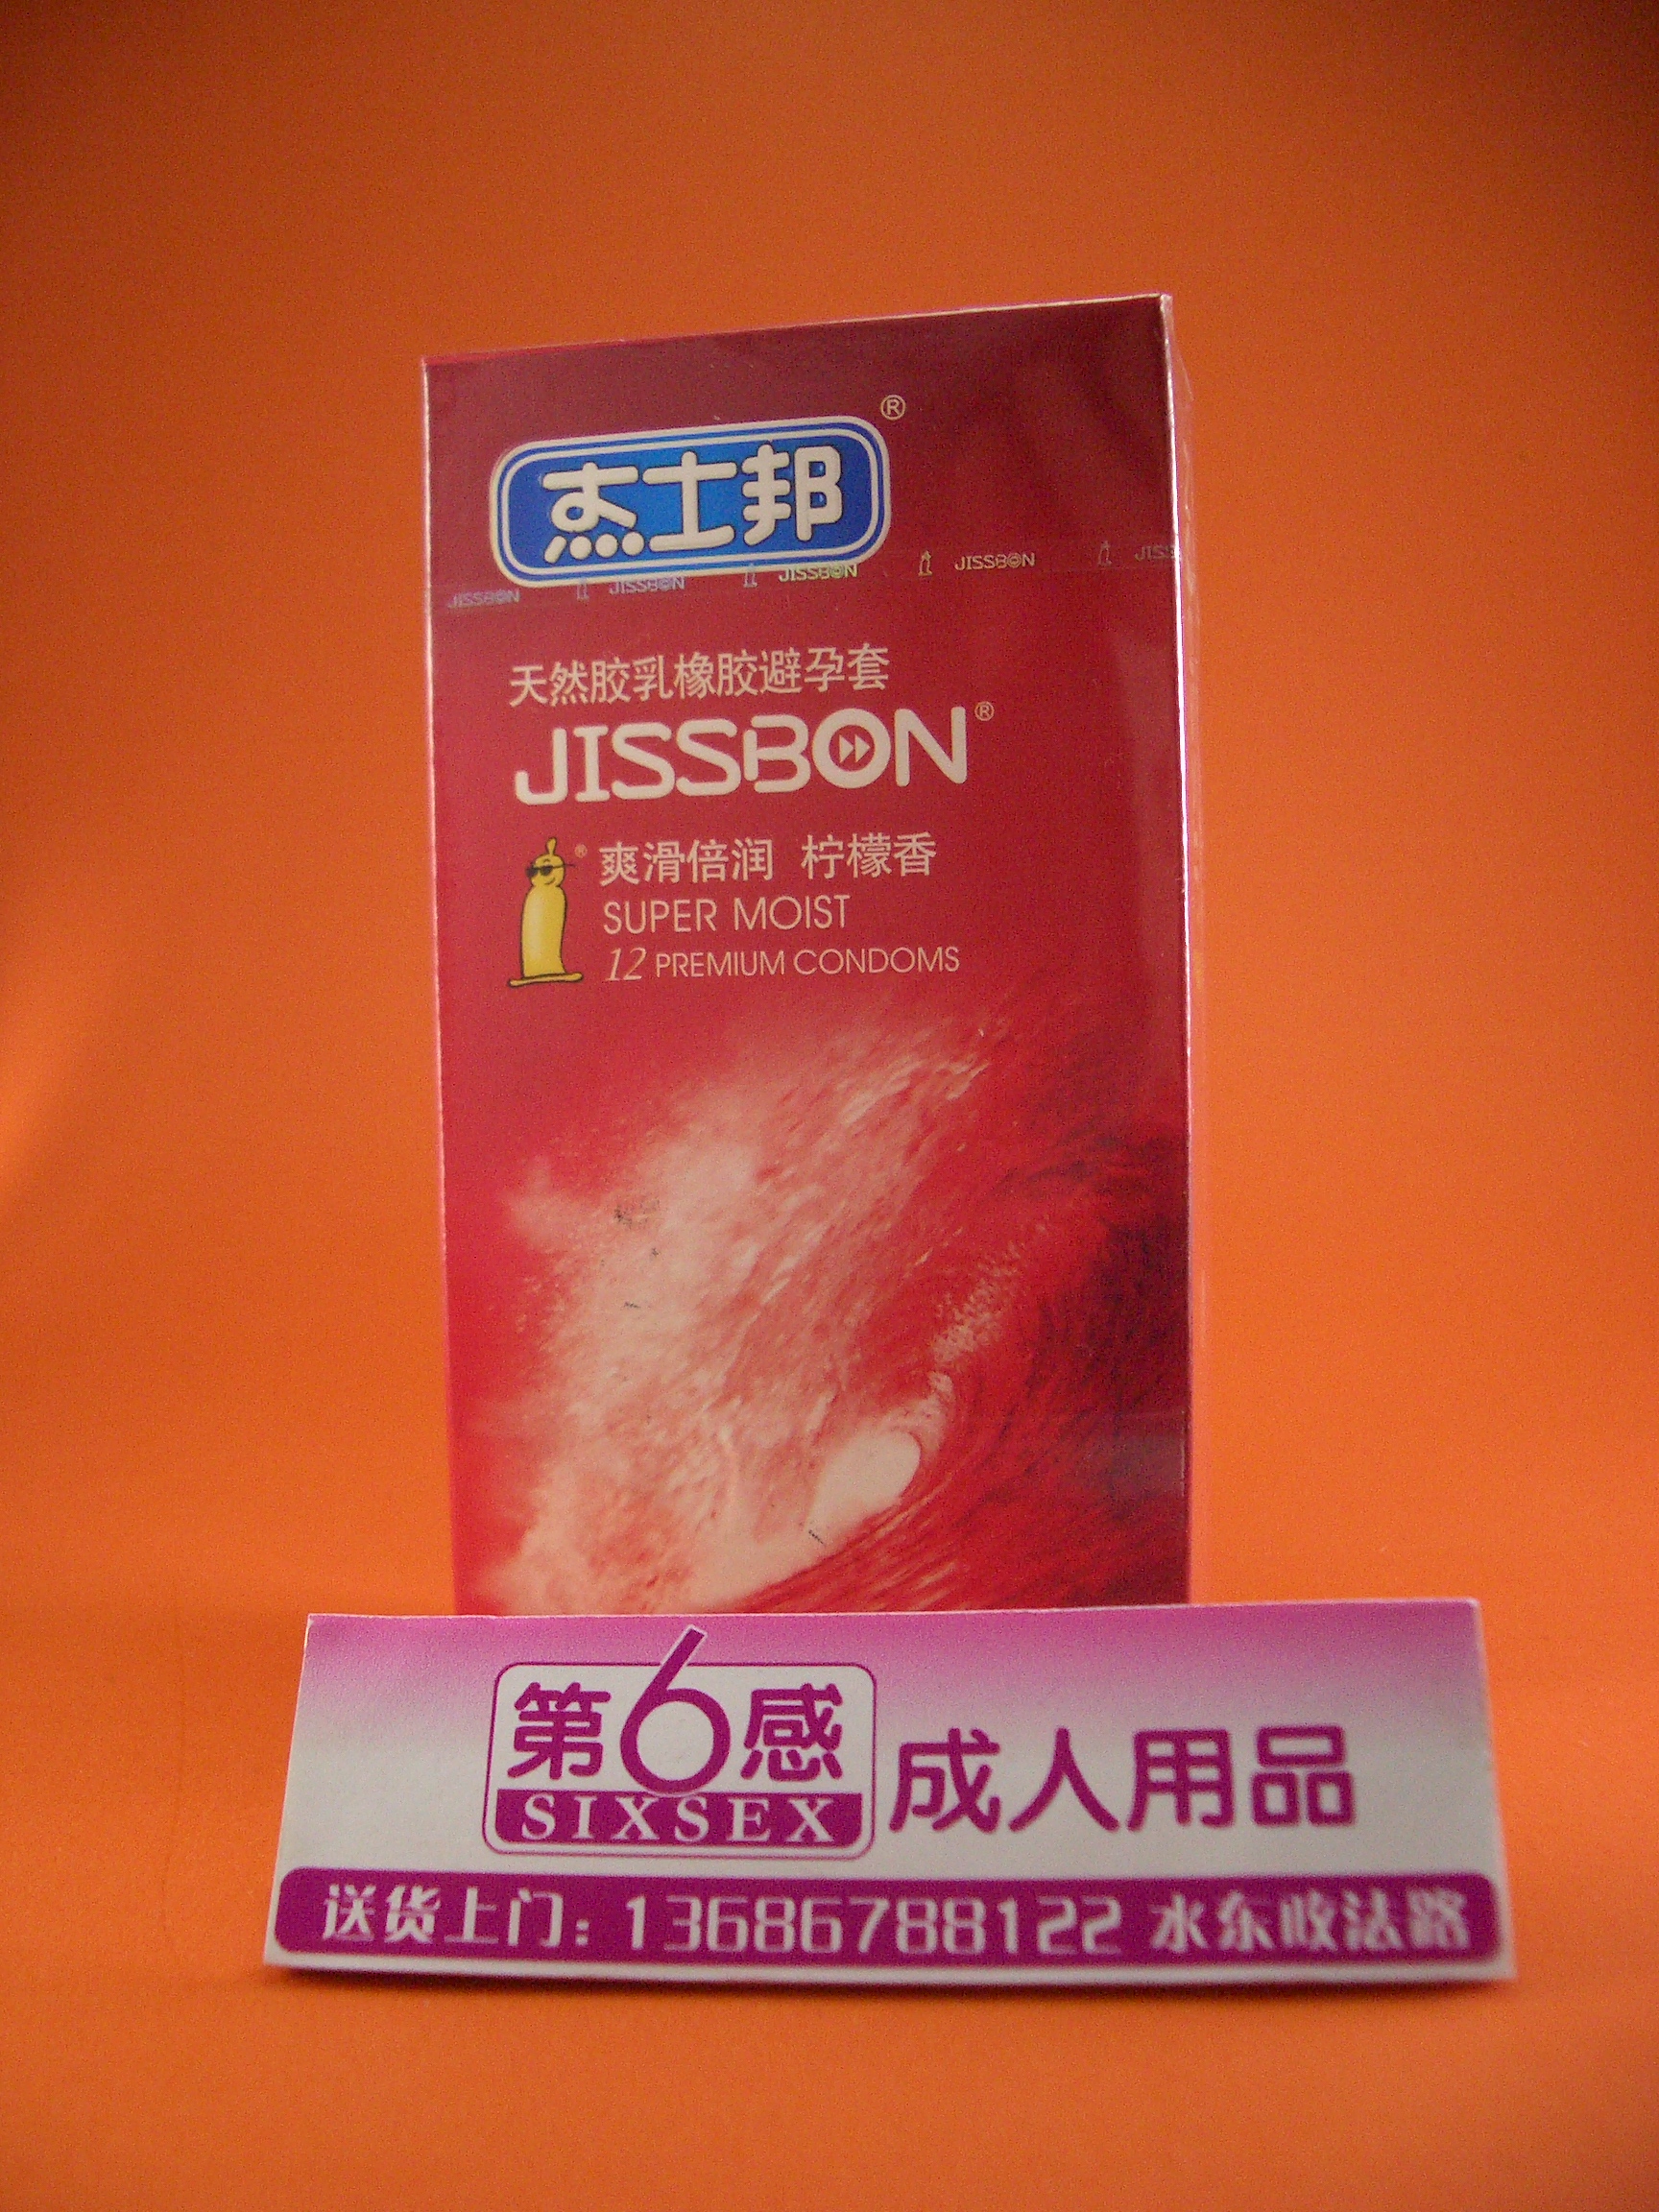 杰士邦®
JISSBON JISSBON JISSBON JISSBON JISS
天然胶乳橡胶避孕套
JISSBON®
® 爽滑倍润 柠檬香
SUPER MOIST
12 PREMIUM CONDOMS
第6感 成人用品
SIXSEX
送货上门：13686788122 水东政法路